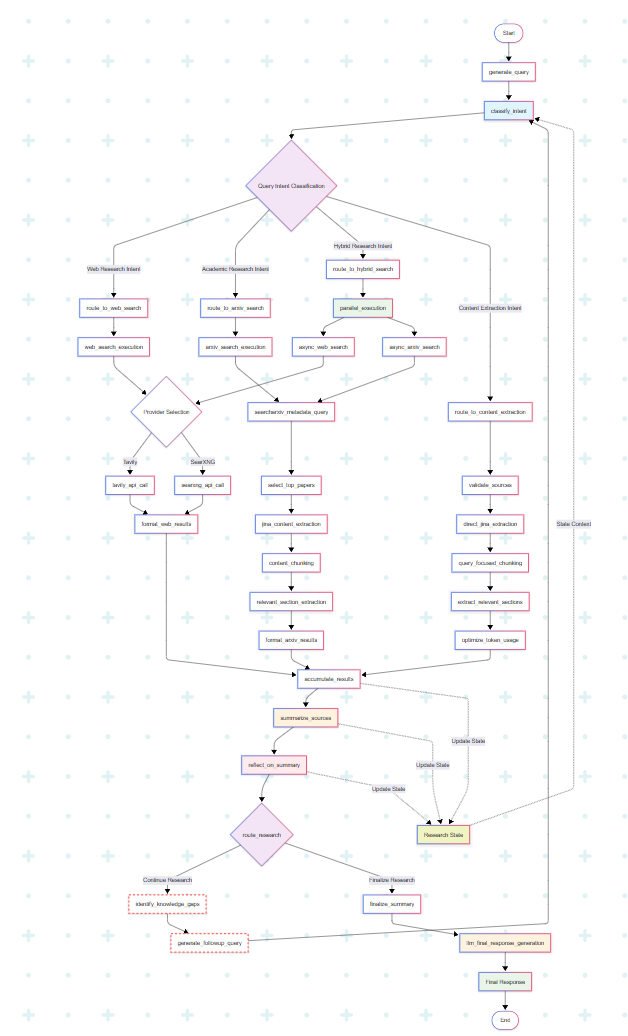 Start
generate_query
classify_intent
Query Intent Classification
Hybrid Research Intent
Web Research Intent
Academic Research Intent
route_to_hybrid_search
Content Extraction Intent
route_to_web_search
route_to_arxiv_search
parallel_execution
web_search_execution
arxiv_search_execution
async_web_search
async_arxiv_search
Provider Selection
searcharxiv_metadata_query
route_to_content_extraction
Tavily
SearXNG
tavily_api_call
searxng_api_call
select_top_papers
validate_sources
format_web_results
jina_content_extraction
direct_jina_extraction
State Context
content_chunking
query_focused_chunking
relevant_section_extraction
extract_relevant_sections
format_arxiv_results
optimize_token_usage
accumulate_results
summarize_sources
Update State
reflect_on_summary
Update State
Update State
route_research
Research State
Continue Research
Finalize Research
identify_knowledge_gaps
finalize_summary
generate_followup_query
llm_final_response_generation
Final Response
End